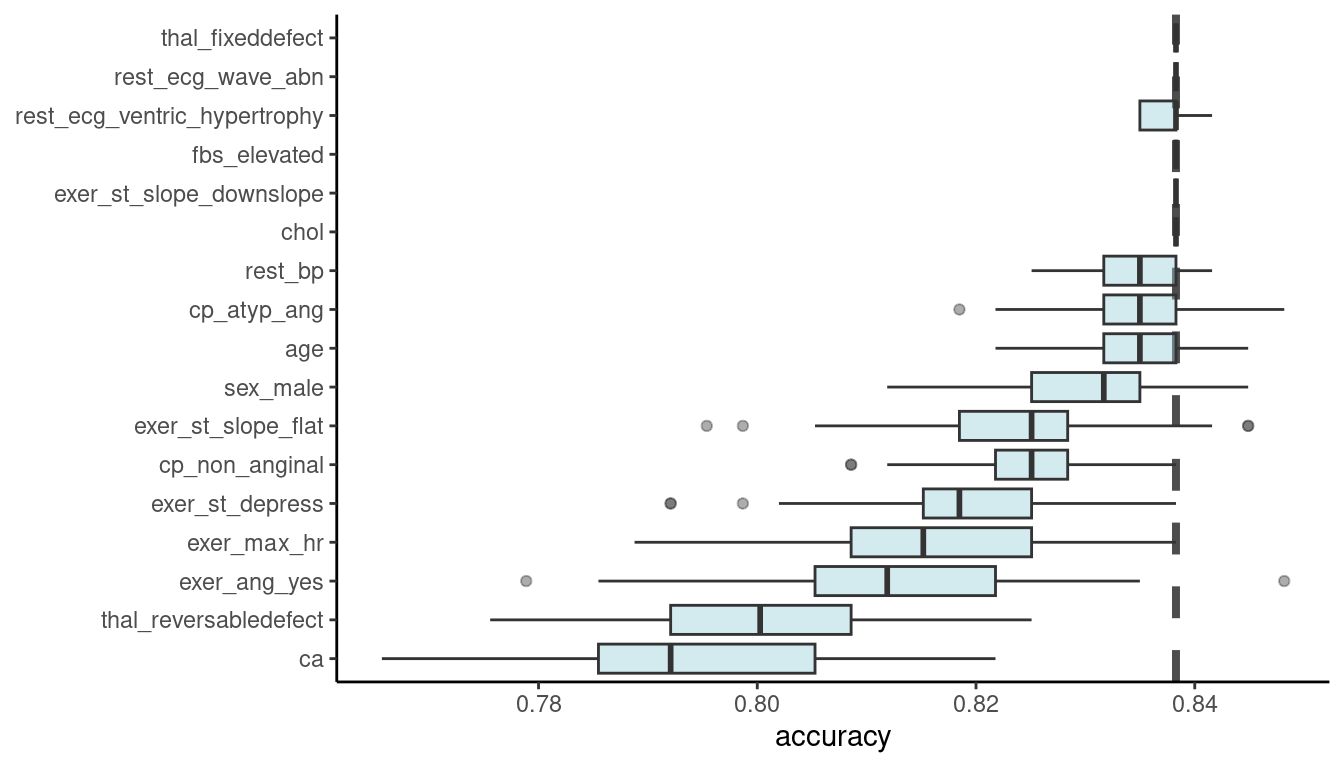 thal_fixeddefect
rest_ecg_wave_abn
rest_ecg_ventric_hypertrophy
fbs_elevated
exer_st_slope_downslope
chol
rest_bp
cp_atyp_ang
age
sex_male
exer_st_slope_flat
cp_non_anginal
exer_st_depress
exer_max_hr
exer_ang_yes
thal_reversabledefect
ca
0.78 0.80 0.82 0.84
accuracy